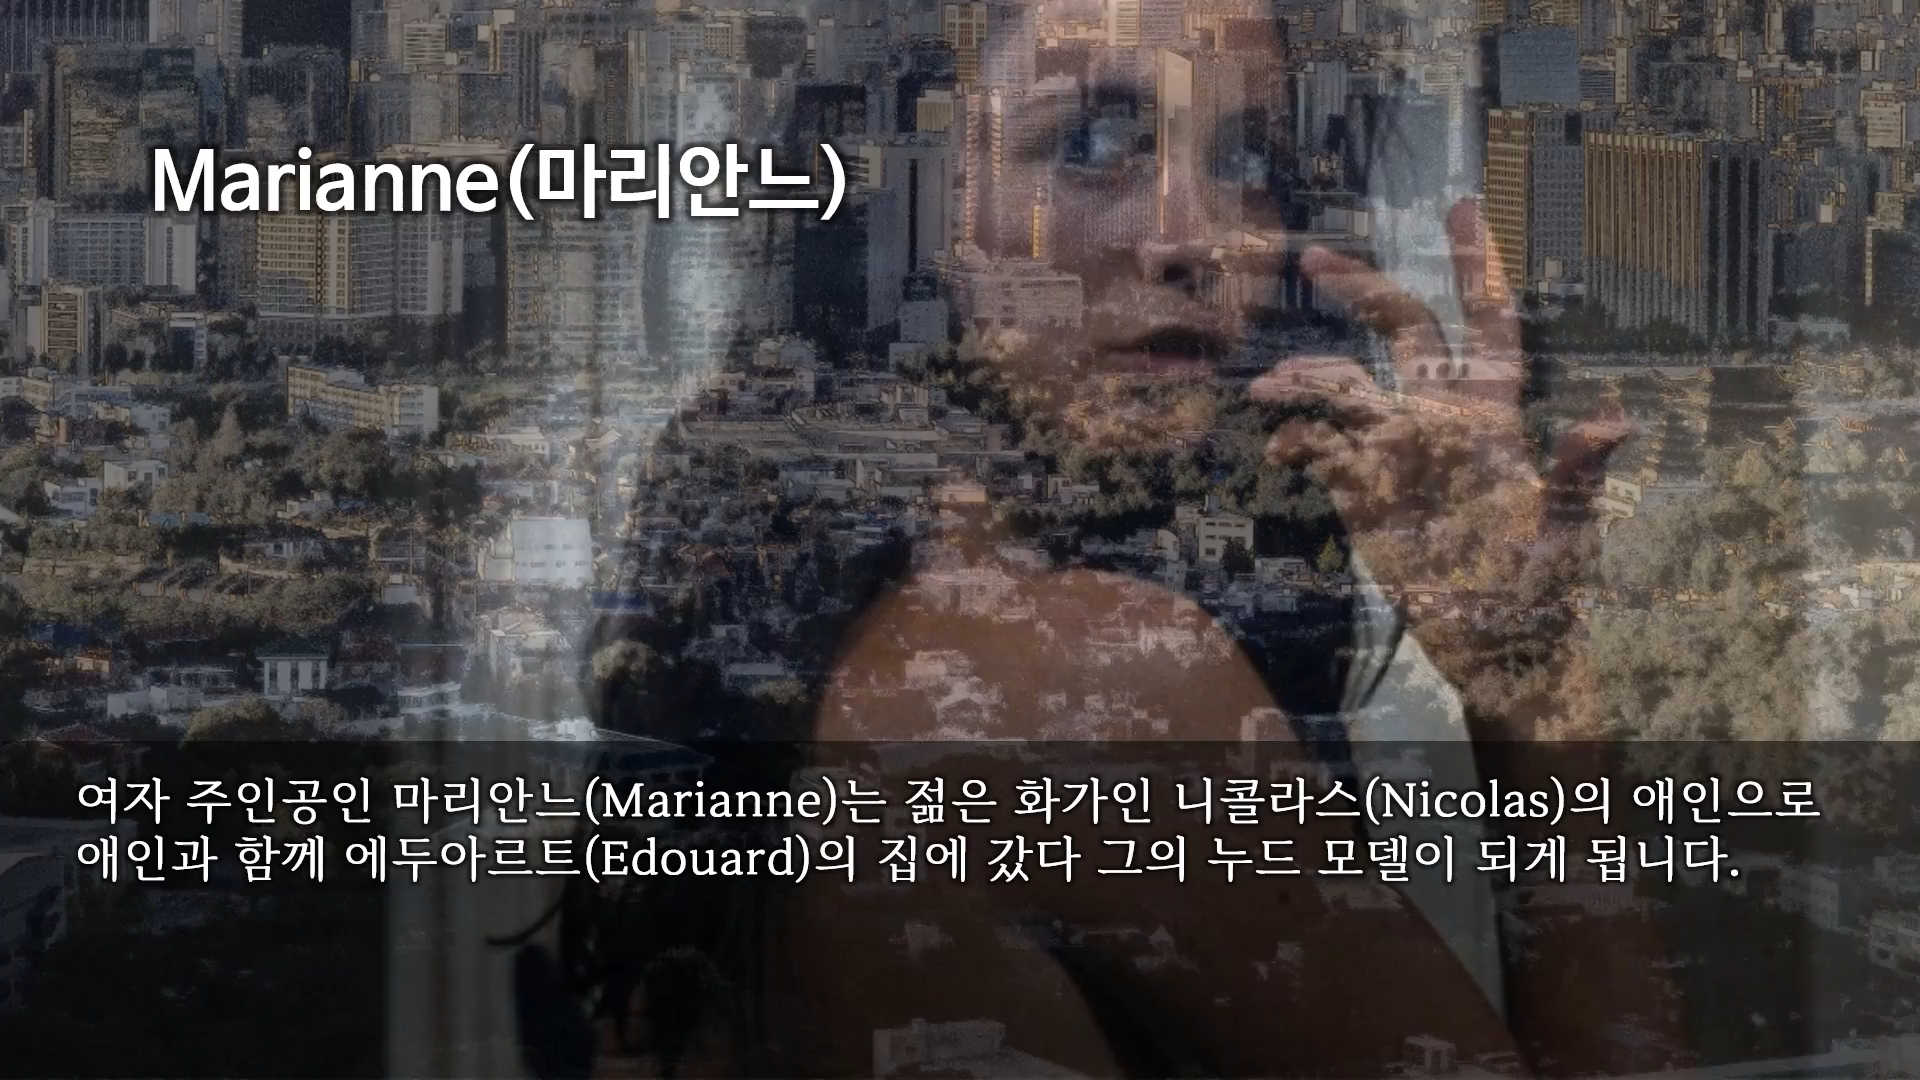 Marianne(마리안느)
여자 주인공인 마리안느(Marianne)는 젊은 화가인 니콜라스(Nicolas)의 애인으로
애인과 함께 에두아르트(Edouard)의 집에 갔다 그의 누드 모델이 되게 됩니다.